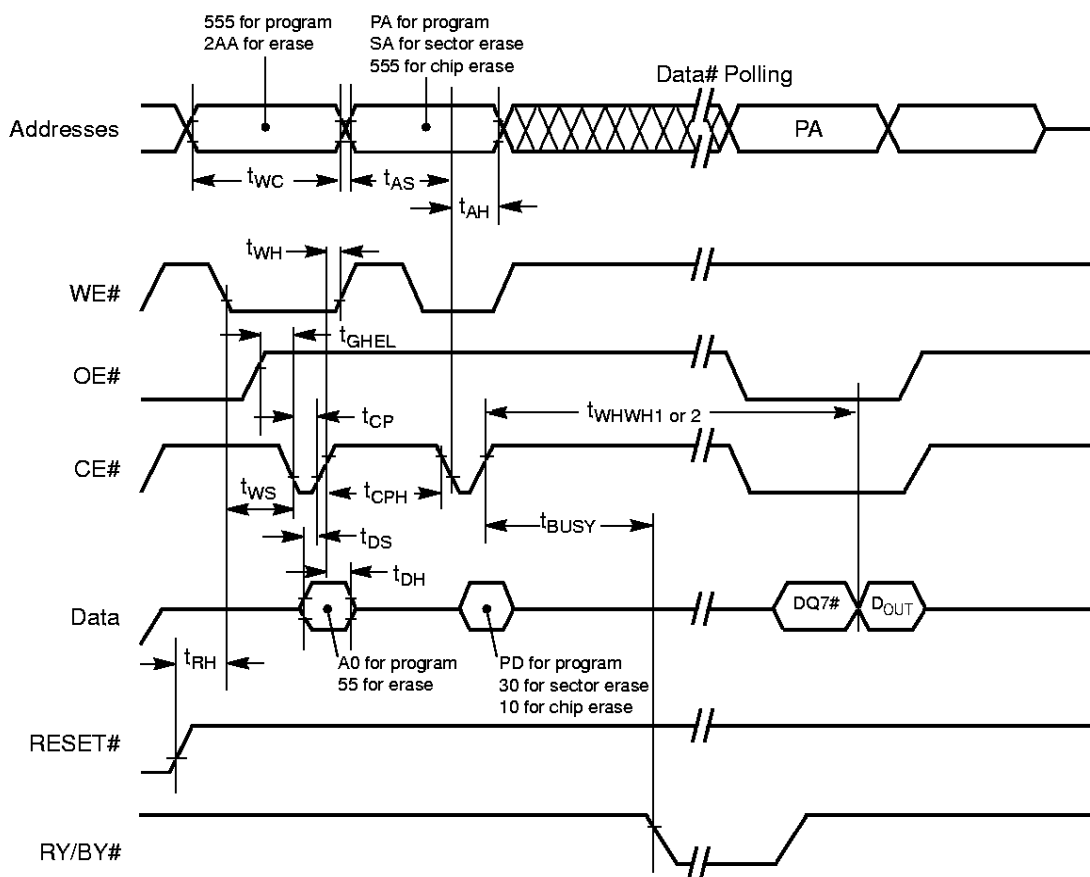 555 for program
2AA for erase
PA for program
SA for sector erase
555 for chip erase
Data# Polling
Addresses
PA
tWC
tAS
tAH
tWH
WE#
tGHEL
OE#
tCP
tWHWH1 or 2
CE#
tWS
tCPH
tBUSY
tDS
tDH
Data
DQ7#
DOUT
tRH
A0 for program
55 for erase
PD for program
30 for sector erase
10 for chip erase
RESET#
RY/BY#